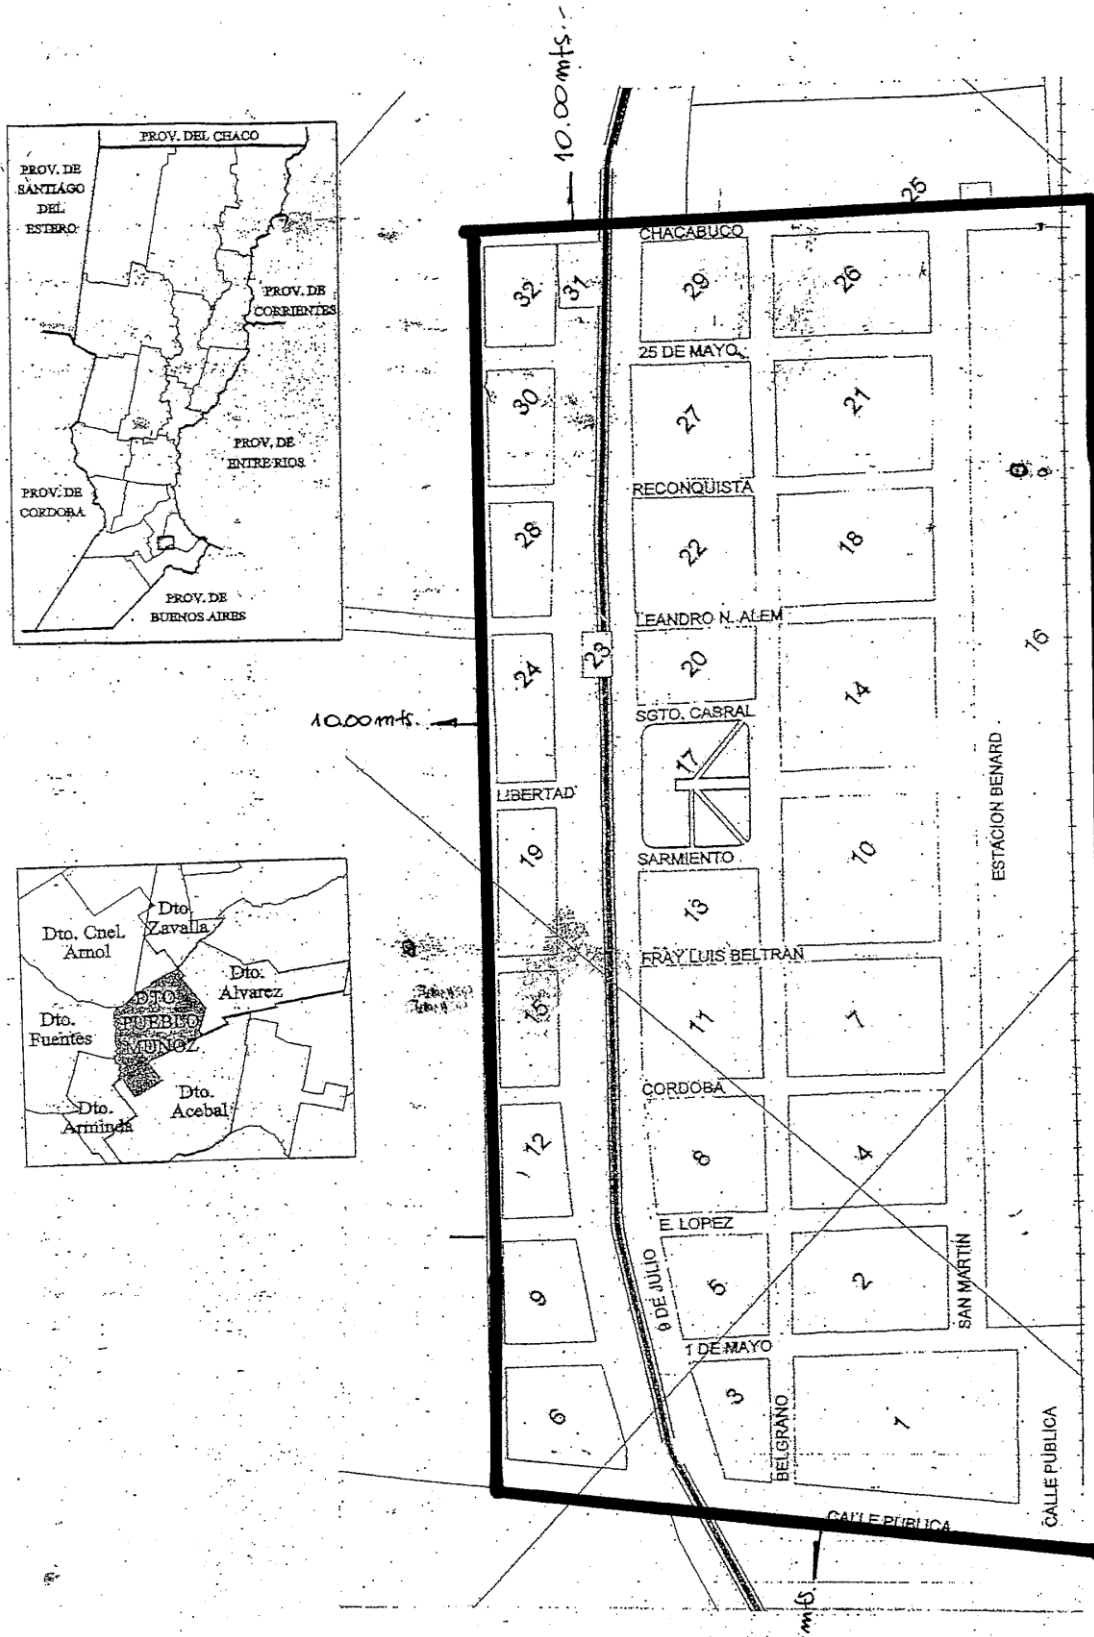 10.00 mts.-
PROV. DEL CHACO
PROV. DE
SANTIAGO
DEL
ESTERO
PROV. DE
CORRIENTES
PROV. DE
ENTRE RIOS
PROV. DE
CORDOBA
PROV. DE
BUENOS AIRES
25
CHACABUCO
32
31
29
26
25 DE MAYO
30
27
21
RECONQUISTA
28
22
18
LEANDRO N. ALEM
24
23
20
14
16
10.00 mts.
SGTO. CABRAL
17
LIBERTAD
ESTACION BENARD
19
SARMIENTO
13
10
FRAY LUIS BELTRAN
15
11
7
CORDOBA
12
8
4
E. LOPEZ
9
9 DE JULIO
5
2
SAN MARTIN
1 DE MAYO
6
3
BELGRANO
1
CALLE PUBLICA
CALLE PUBLICA
mts.
Dto. Cnel.
Arnol
Dto.
Zavalla
Dto.
Alvarez
DTO
PUEBLO
MUÑOZ
Dto.
Fuentes
Dto.
Acebal
Dto.
Arminda